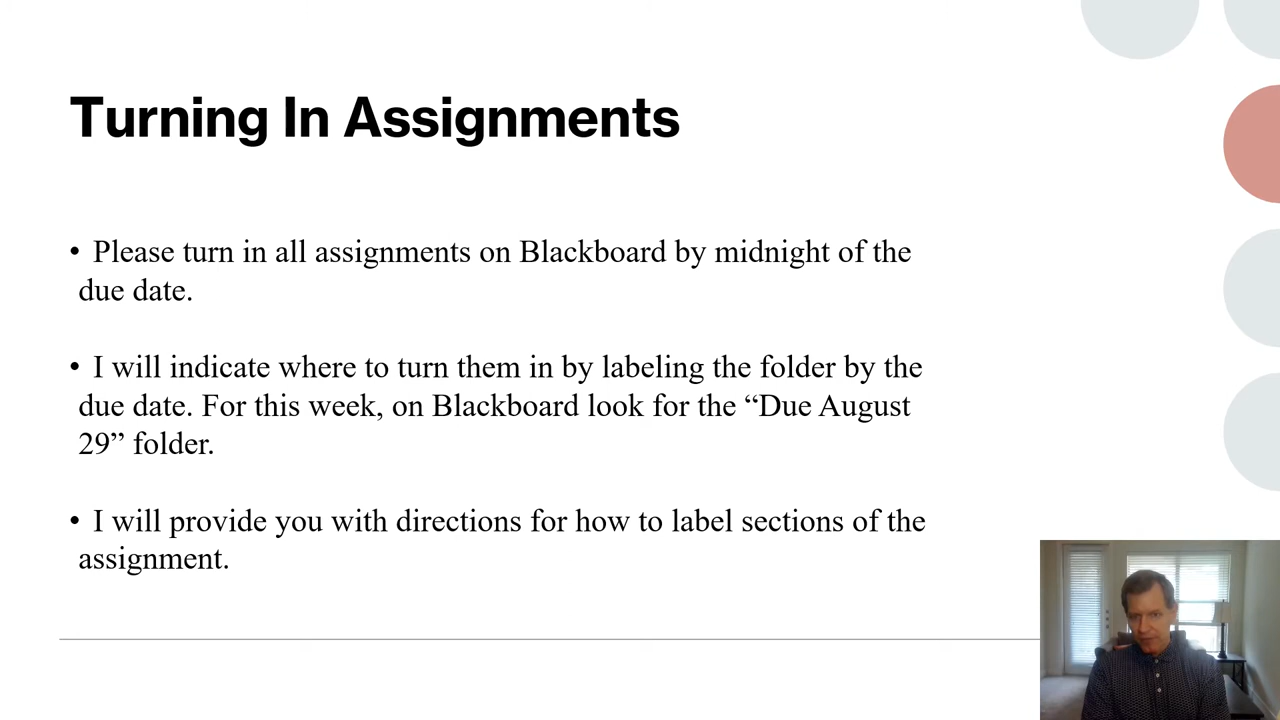 Turning In Assignments
• Please turn in all assignments on Blackboard by midnight of the
due date.
• I will indicate where to turn them in by labeling the folder by the
due date. For this week, on Blackboard look for the “Due August
29” folder.
• I will provide you with directions for how to label sections of the
assignment.